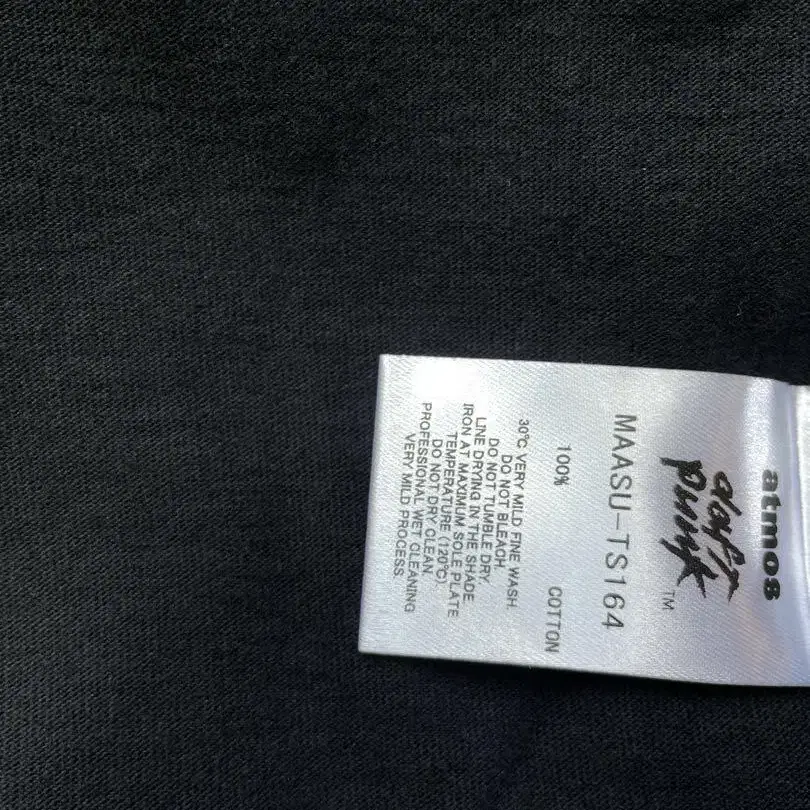 atmos
daft
punk
TM
MAASU-TS164
100% COTTON
30℃ VERY MILD FINE WASH.
DO NOT BLEACH.
DO NOT TUMBLE DRY.
LINE DRYING IN THE SHADE
IRON AT MAXIMUM SOLE PLATE
TEMPERATURE (120℃).
DO NOT DRY CLEAN.
PROFESSIONAL WET CLEANING
VERY MILD PROCESS